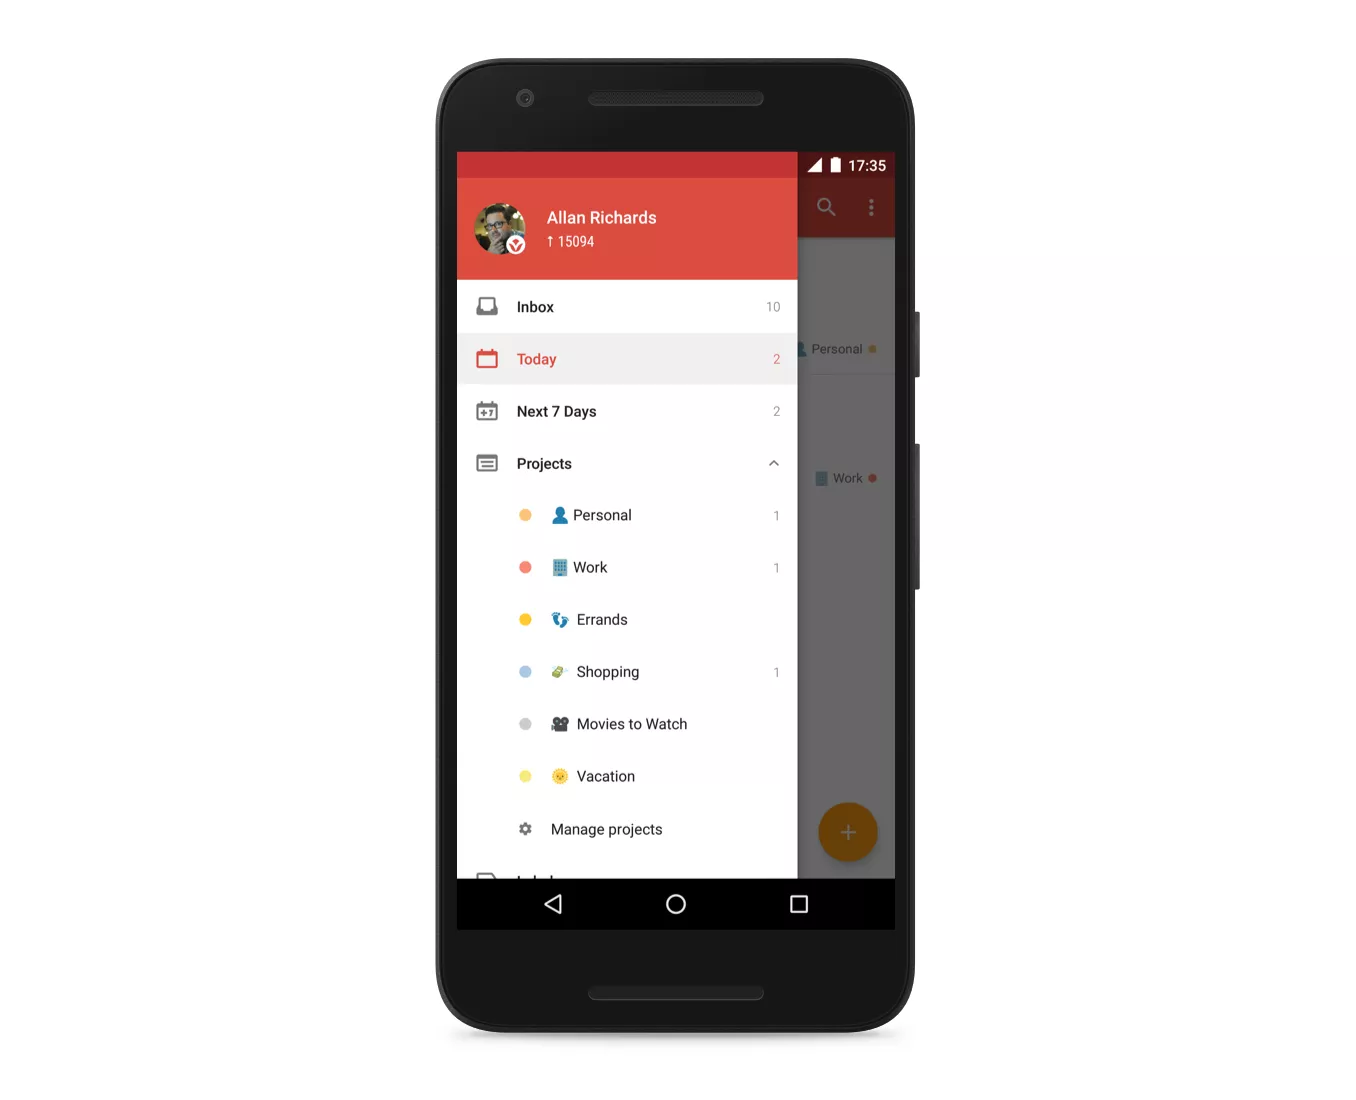 17:35
Allan Richards
↑ 15094
Inbox 10
Today 2
Next 7 Days 2
Projects
Personal 1
Work 1
Errands
Shopping 1
Movies to Watch
Vacation
Manage projects
Personal
Work